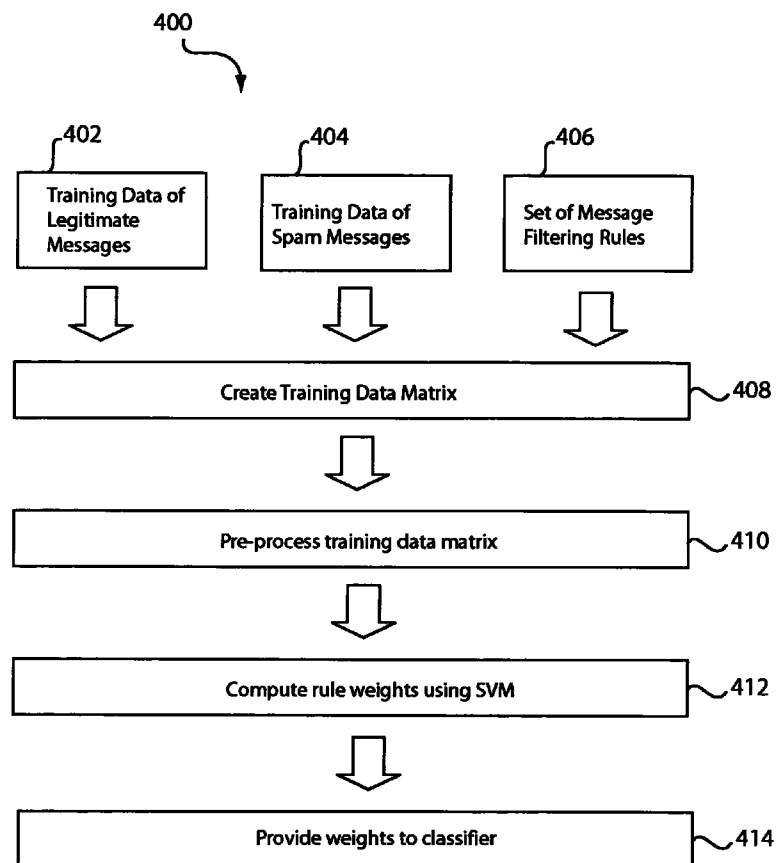 400
402
404
406
Training Data of
Legitimate
Messages
Training Data of
Spam Messages
Set of Message
Filtering Rules
Create Training Data Matrix
408
Pre-process training data matrix
410
Compute rule weights using SVM
412
Provide weights to classifier
414